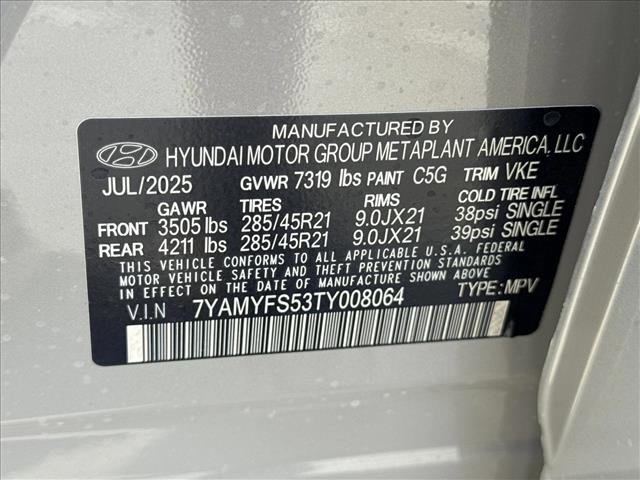 MANUFACTURED BY
HYUNDAI MOTOR GROUP METAPLANT AMERICA, LLC
JUL/2025 GVWR 7319 lbs PAINT C5G TRIM VKE
GAWR TIRES RIMS COLD TIRE INFL
FRONT 3505 lbs 285/45R21 9.0JX21 38psi SINGLE
REAR 4211 lbs 285/45R21 9.0JX21 39psi SINGLE
THIS VEHICLE CONFORMS TO ALL APPLICABLE U.S.A. FEDERAL
MOTOR VEHICLE SAFETY STANDARDS IN EFFECT ON THE
DATE OF MANUFACTURE SHOWN ABOVE.
V.I.N 7YAMYFS53TY008064 TYPE: MPV